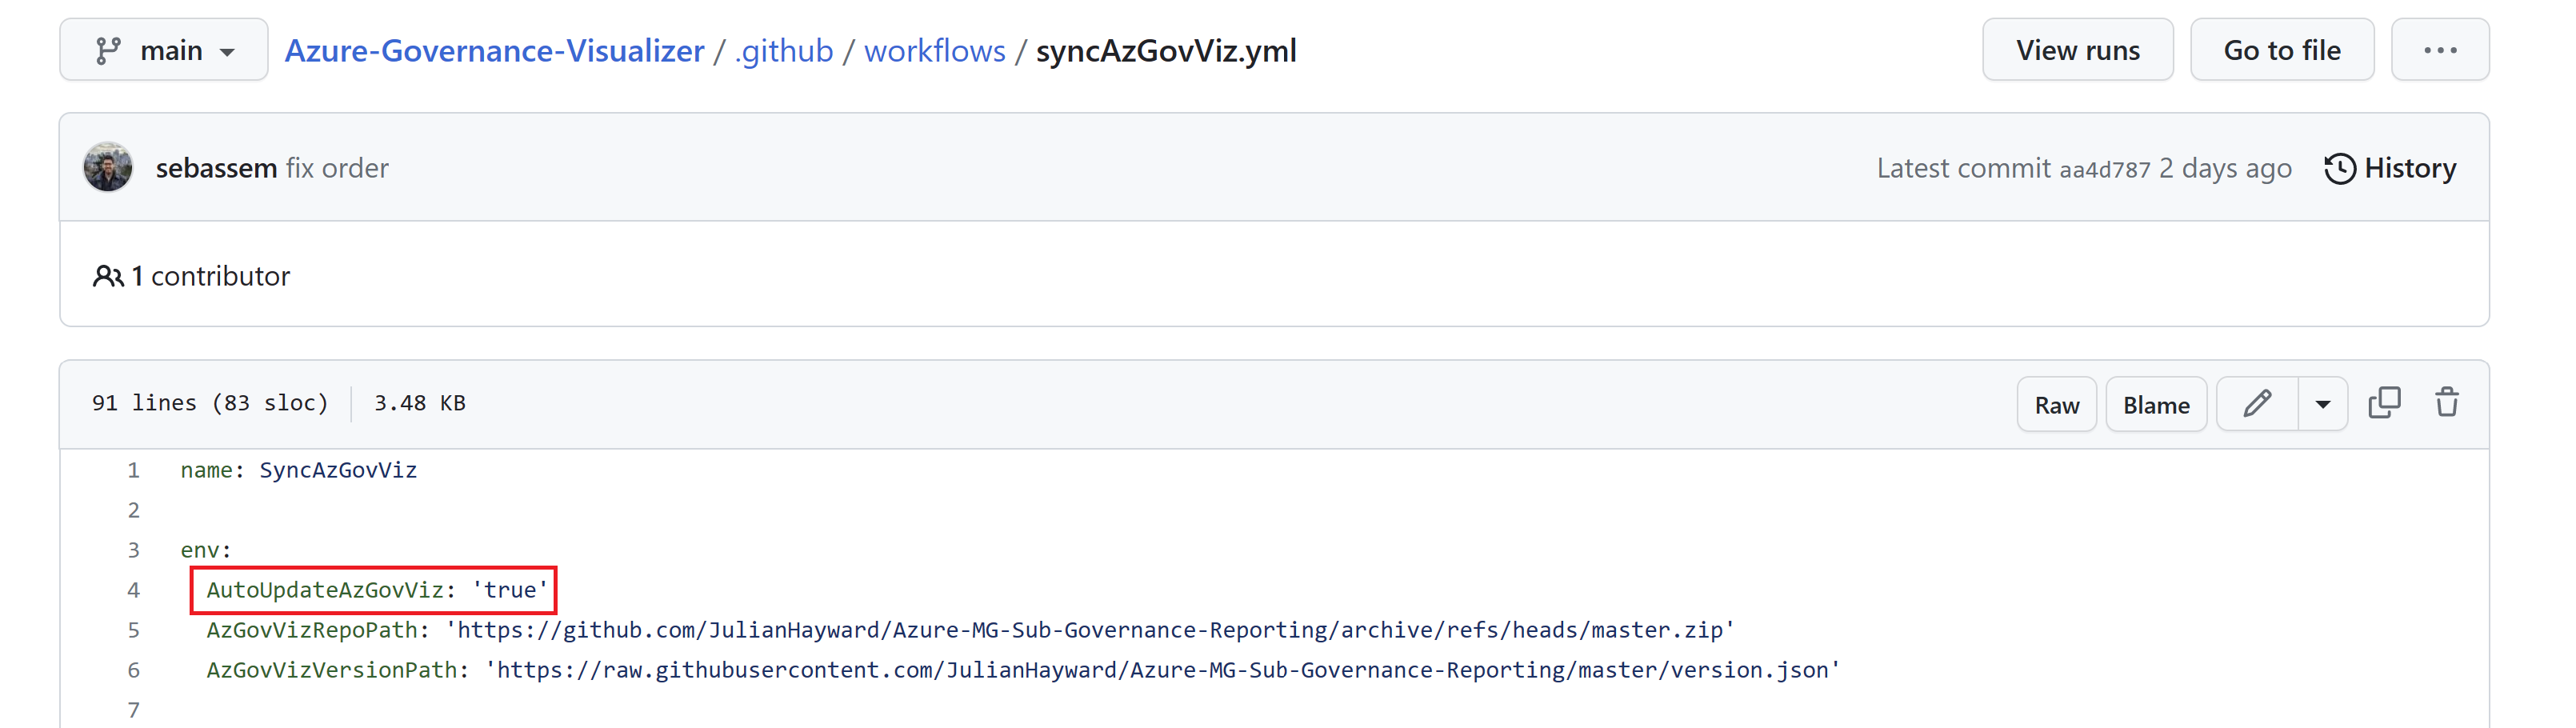 main Azure-Governance-Visualizer / .github / workflows / syncAzGovViz.yml View runs Go to file ...
sebassem fix order Latest commit aa4d787 2 days ago History
1 contributor
91 lines (83 sloc) 3.48 KB Raw Blame
1 name: SyncAzGovViz
2
3 env:
4 AutoUpdateAzGovViz: 'true'
5 AzGovVizRepoPath: 'https://github.com/JulianHayward/Azure-MG-Sub-Governance-Reporting/archive/refs/heads/master.zip'
6 AzGovVizVersionPath: 'https://raw.githubusercontent.com/JulianHayward/Azure-MG-Sub-Governance-Reporting/master/version.json'
7